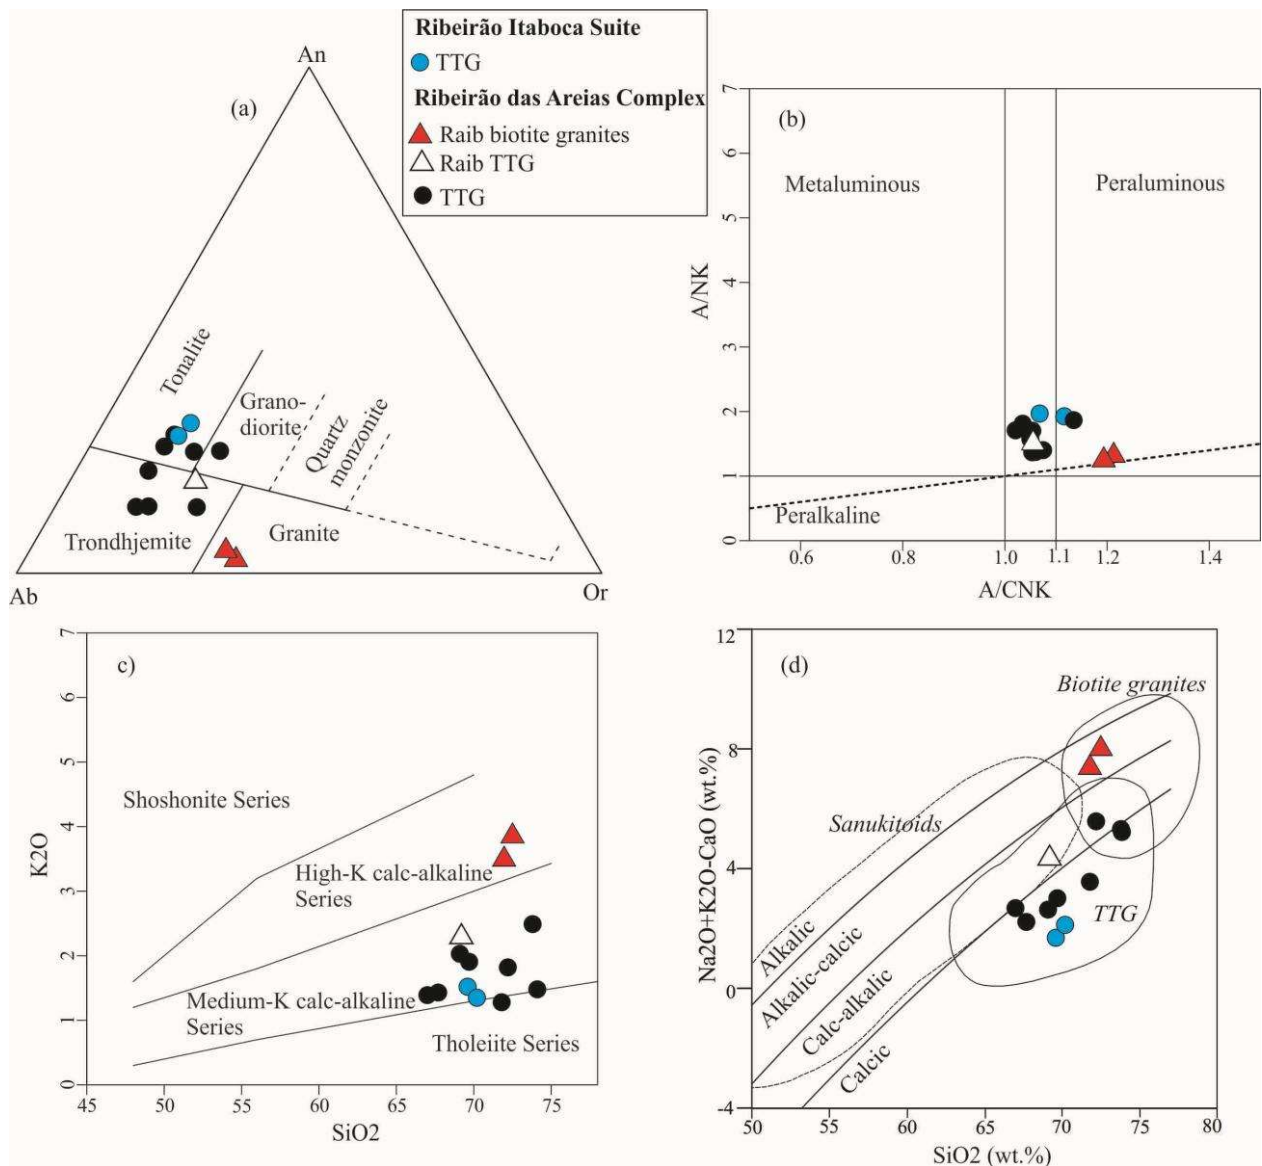 Ribeirão Itaboca Suite
TTG
Ribeirão das Areias Complex
Raib biotite granites
Raib TTG
TTG
An
(a)
Tonalite
Grano-
diorite
Quartz
monzonite
Trondhjemite
Granite
Ab
Or
(b)
Metaluminous
Peraluminous
Peralkaline
A/NK
0
1
2
3
4
5
6
7
0.6
0.8
1.0
1.1
1.2
1.4
A/CNK
c)
Shoshonite Series
High-K calc-alkaline
Series
Medium-K calc-alkaline
Series
Tholeiite Series
K2O
0
1
2
3
4
5
6
7
45
50
55
60
65
70
75
SiO2
(d)
Biotite granites
Sanukitoids
TTG
Alkalic
Alkalic-calcic
Calc-alkalic
Calcic
Na2O+K2O-CaO (wt.%)
12
8
4
0
-4
50
55
60
65
70
75
80
SiO2 (wt.%)